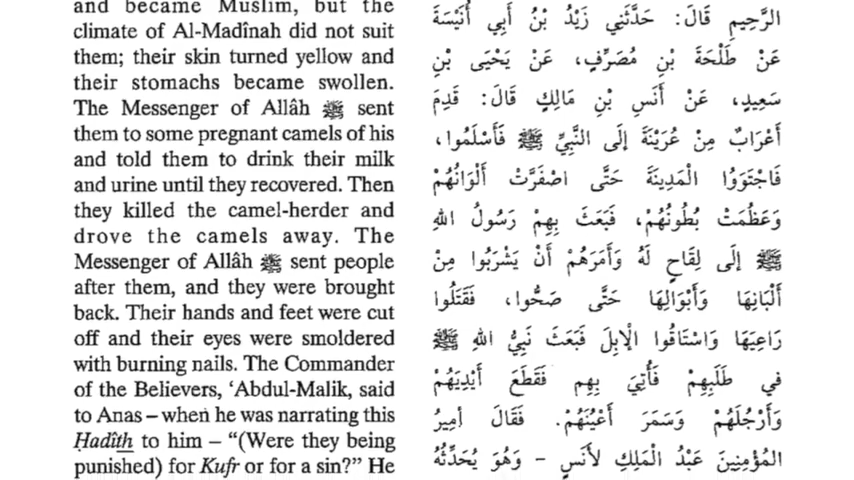 and became Muslim, but the
climate of Al-Madînah did not suit
them; their skin turned yellow and
their stomachs became swollen.
The Messenger of Allâh ﷺ sent
them to some pregnant camels of his
and told them to drink their milk
and urine until they recovered. Then
they killed the camel-herder and
drove the camels away. The
Messenger of Allâh ﷺ sent people
after them, and they were brought
back. Their hands and feet were cut
off and their eyes were smoldered
with burning nails. The Commander
of the Believers, ‘Abdul-Malik, said
to Anas – when he was narrating this
Ḥadîth to him – “(Were they being
punished) for Kufr or for a sin?” He
الرَّحِيمِ قَالَ: حَدَّثَنِي زَيْدُ بْنُ أَبِي أُنَيْسَةَ
عَنْ طَلْحَةَ بْنِ مُصَرِّفٍ، عَنْ يَحْيَى بْنِ
سَعِيدٍ، عَنْ أَنَسِ بْنِ مَالِكٍ قَالَ: قَدِمَ
أَعْرَابٌ مِنْ عُرَيْنَةَ إِلَى النَّبِيِّ ﷺ فَأَسْلَمُوا،
فَاجْتَوَوُا الْمَدِينَةَ حَتَّى اصْفَرَّتْ أَلْوَانُهُمْ
وَعَظُمَتْ بُطُونُهُمْ، فَبَعَثَ بِهِمْ رَسُولُ اللهِ
ﷺ إِلَى لِقَاحٍ لَهُ وَأَمَرَهُمْ أَنْ يَشْرَبُوا مِنْ
أَلْبَانِهَا وَأَبْوَالِهَا حَتَّى صَحُّوا، فَقَتَلُوا
رَاعِيَهَا وَاسْتَاقُوا الْإِبِلَ فَبَعَثَ نَبِيُّ اللهِ ﷺ
في طَلَبِهِمْ فَأُتِيَ بِهِم فَقَطَعَ أَيْدِيَهُمْ
وَأَرْجُلَهُمْ وَسَمَرَ أَعْيُنَهُمْ. فَقَالَ أمِيرُ
المُؤْمِنِينَ عَبْدُ الْمَلِكِ لأَنَسٍ – وَهُوَ يُحَدِّثُهُ